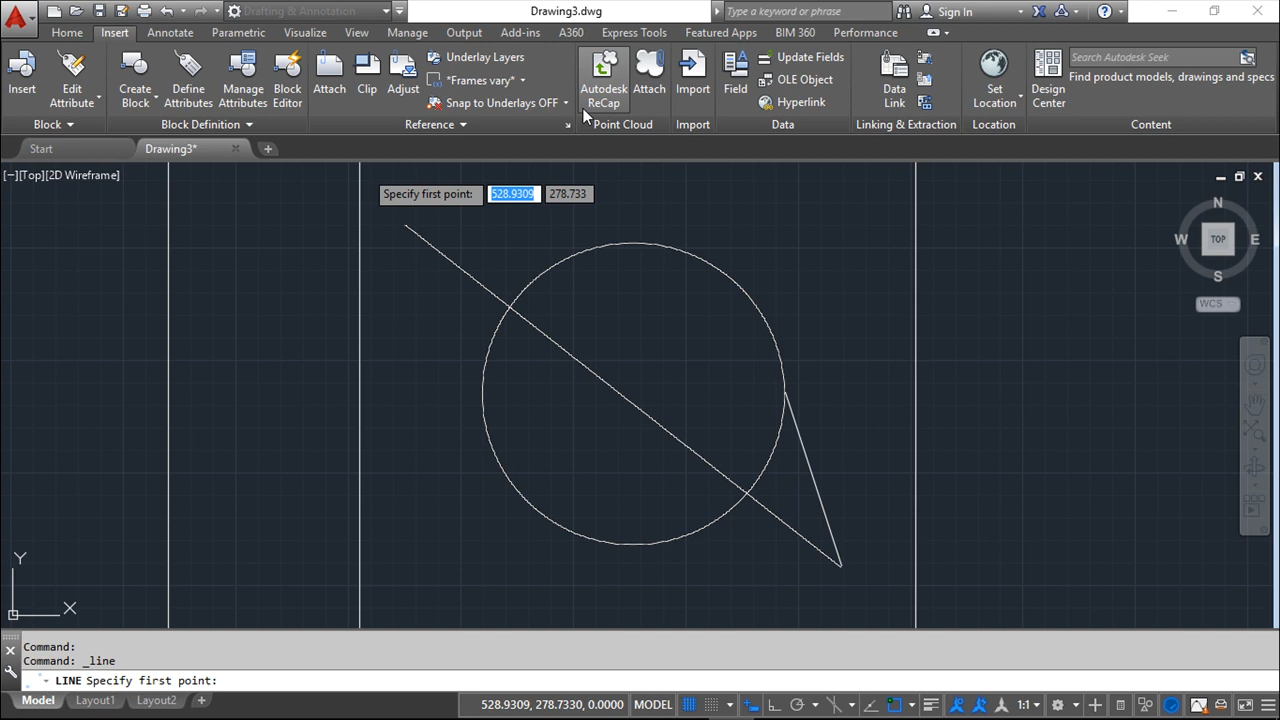 Drafting & Annotation
Drawing3.dwg
Type a keyword or phrase
Sign In
Home Insert Annotate Parametric Visualize View Manage Output Add-ins A360 Express Tools Featured Apps BIM 360 Performance
Insert
Edit Attribute
Create Block
Define Attributes
Manage Attributes
Block Editor
Attach
Clip
Adjust
Underlay Layers
*Frames vary*
Snap to Underlays OFF
Autodesk ReCap
Attach
Import
Field
Update Fields
OLE Object
Hyperlink
Data Link
Set Location
Design Center
Search Autodesk Seek
Find product models, drawings and specs
Block Block Definition Reference Point Cloud Import Data Linking & Extraction Location Content
Start Drawing3*
[−][Top][2D Wireframe]
Specify first point: 528.9309 278.733
N
W TOP E
S
WCS
Y
X
Command:
Command: _line
LINE Specify first point:
Model Layout1 Layout2 528.9309, 278.7330, 0.0000 MODEL 1:1